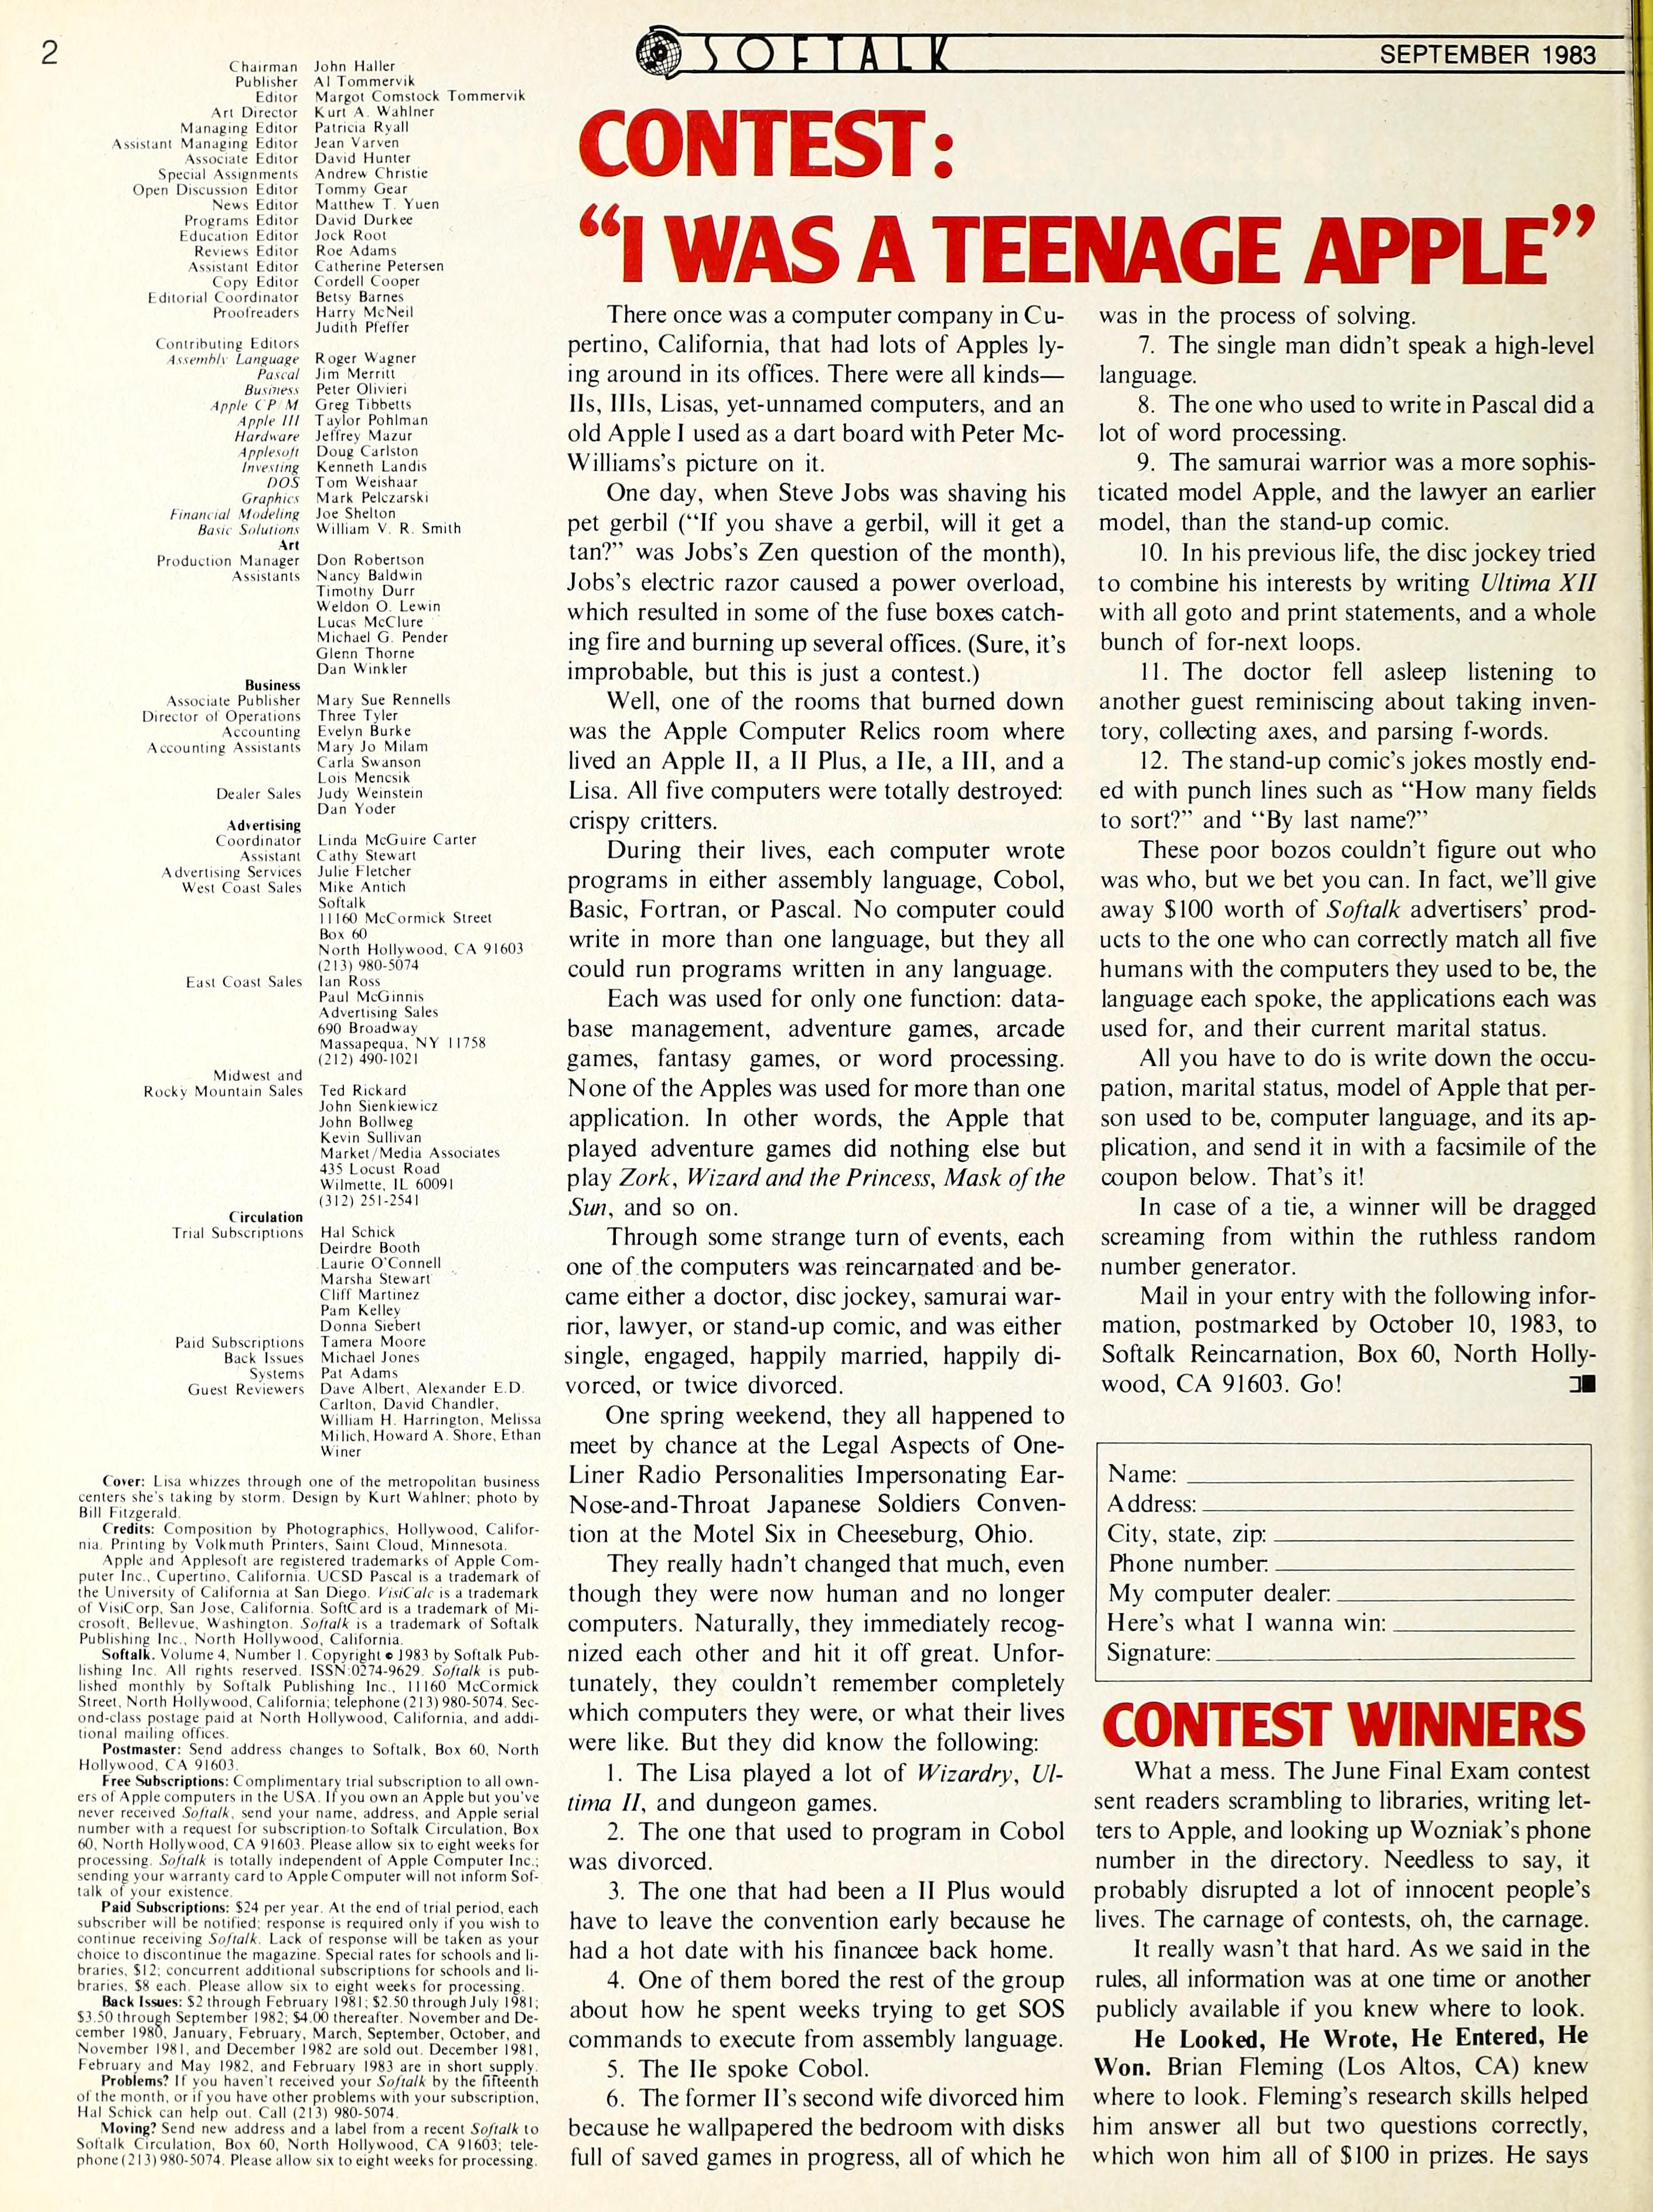 2
SOFTALK
SEPTEMBER 1983
Chairman John Haller
Publisher Al Tommervik
Editor Margot Comstock Tommervik
Art Director Kurt A. Wahlner
Managing Editor Patricia Ryall
Assistant Managing Editor Jean Varven
Associate Editor David Hunter
Special Assignments Andrew Christie
Open Discussion Editor Tommy Gear
News Editor Matthew T. Yuen
Programs Editor David Durkee
Education Editor Jock Root
Reviews Editor Roe Adams
Assistant Editor Catherine Petersen
Copy Editor Cordell Cooper
Editorial Coordinator Betsy Barnes
Proofreaders Harry McNeil
Judith Pfeffer
Contributing Editors
Assembly Language Roger Wagner
Pascal Jim Merritt
Business Peter Olivieri
Apple CP/M Greg Tibbetts
Apple III Taylor Pohlman
Hardware Jeffrey Mazur
Applesoft Doug Carlston
Investing Kenneth Landis
DOS Tom Weishaar
Graphics Mark Pelczarski
Financial Modeling Joe Shelton
Basic Solutions William V. R. Smith
Art
Production Manager Don Robertson
Assistants Nancy Baldwin
Timothy Durr
Weldon O. Lewin
Lucas McClure
Michael G. Pender
Glenn Thorne
Dan Winkler
Business
Associate Publisher Mary Sue Rennells
Director of Operations Three Tyler
Accounting Evelyn Burke
Accounting Assistants Mary Jo Milam
Carla Swanson
Lois Mencsik
Dealer Sales Judy Weinstein
Dan Yoder
Advertising
Coordinator Linda McGuire Carter
Assistant Cathy Stewart
Advertising Services Julie Fletcher
West Coast Sales Mike Antich
Softalk
11160 McCormick Street
Box 60
North Hollywood, CA 91603
(213) 980-5074
East Coast Sales Ian Ross
Paul McGinnis
Advertising Sales
690 Broadway
Massapequa, NY 11758
(212) 490-1021
Midwest and
Rocky Mountain Sales Ted Rickard
John Sienkiewicz
John Bollweg
Kevin Sullivan
Market/Media Associates
435 Locust Road
Wilmette, IL 60091
(312) 251-2541
Circulation
Trial Subscriptions Hal Schick
Deirdre Booth
Laurie O'Connell
Marsha Stewart
Cliff Martinez
Pam Kelley
Donna Siebert
Paid Subscriptions Tamera Moore
Back Issues Michael Jones
Systems Pat Adams
Guest Reviewers Dave Albert, Alexander E.D.
Carlton, David Chandler,
William H. Harrington, Melissa
Milich, Howard A. Shore, Ethan
Winer
Cover: Lisa whizzes through one of the metropolitan business
centers she's taking by storm. Design by Kurt Wahlner; photo by
Bill Fitzgerald.
Credits: Composition by Photographics, Hollywood, Califor-
nia. Printing by Volkmuth Printers, Saint Cloud, Minnesota.
Apple and Applesoft are registered trademarks of Apple Com-
puter Inc., Cupertino, California. UCSD Pascal is a trademark of
the University of California at San Diego. VisiCalc is a trademark
of VisiCorp, San Jose, California. SoftCard is a trademark of Mi-
crosoft, Bellevue, Washington. Softalk is a trademark of Softalk
Publishing Inc., North Hollywood, California.
Softalk. Volume 4, Number 1. Copyright © 1983 by Softalk Pub-
lishing Inc. All rights reserved. ISSN:0274-9629. Softalk is pub-
lished monthly by Softalk Publishing Inc., 11160 McCormick
Street, North Hollywood, California; telephone (213) 980-5074. Sec-
ond-class postage paid at North Hollywood, California, and addi-
tional mailing offices.
Postmaster: Send address changes to Softalk, Box 60, North
Hollywood, CA 91603.
Free Subscriptions: Complimentary trial subscription to all own-
ers of Apple computers in the USA. If you own an Apple but you've
never received Softalk, send your name, address, and Apple serial
number with a request for subscription to Softalk Circulation, Box
60, North Hollywood, CA 91603. Please allow six to eight weeks for
processing. Softalk is totally independent of Apple Computer Inc.;
sending your warranty card to Apple Computer will not inform Sof-
talk of your existence.
Paid Subscriptions: $24 per year. At the end of trial period, each
subscriber will be notified; response is required only if you wish to
continue receiving Softalk. Lack of response will be taken as your
choice to discontinue the magazine. Special rates for schools and li-
braries, $12; concurrent additional subscriptions for schools and li-
braries, $8 each. Please allow six to eight weeks for processing.
Back Issues: $2 through February 1981; $2.50 through July 1981;
$3.50 through September 1982; $4.00 thereafter. November and De-
cember 1980, January, February, March, September, October, and
November 1981, and December 1982 are sold out. December 1981,
February and May 1982, and February 1983 are in short supply.
Problems? If you haven't received your Softalk by the fifteenth
of the month, or if you have other problems with your subscription,
Hal Schick can help out. Call (213) 980-5074.
Moving? Send new address and a label from a recent Softalk to
Softalk Circulation, Box 60, North Hollywood, CA 91603; tele-
phone (213) 980-5074. Please allow six to eight weeks for processing.
CONTEST:
“I WAS A TEENAGE APPLE”
There once was a computer company in Cu-
pertino, California, that had lots of Apples ly-
ing around in its offices. There were all kinds—
IIs, IIIs, Lisas, yet-unnamed computers, and an
old Apple I used as a dart board with Peter Mc-
Williams's picture on it.
One day, when Steve Jobs was shaving his
pet gerbil (“If you shave a gerbil, will it get a
tan?” was Jobs's Zen question of the month),
Jobs's electric razor caused a power overload,
which resulted in some of the fuse boxes catch-
ing fire and burning up several offices. (Sure, it's
improbable, but this is just a contest.)
Well, one of the rooms that burned down
was the Apple Computer Relics room where
lived an Apple II, a II Plus, a IIe, a III, and a
Lisa. All five computers were totally destroyed:
crispy critters.
During their lives, each computer wrote
programs in either assembly language, Cobol,
Basic, Fortran, or Pascal. No computer could
write in more than one language, but they all
could run programs written in any language.
Each was used for only one function: data-
base management, adventure games, arcade
games, fantasy games, or word processing.
None of the Apples was used for more than one
application. In other words, the Apple that
played adventure games did nothing else but
play Zork, Wizard and the Princess, Mask of the
Sun, and so on.
Through some strange turn of events, each
one of the computers was reincarnated and be-
came either a doctor, disc jockey, samurai war-
rior, lawyer, or stand-up comic, and was either
single, engaged, happily married, happily di-
vorced, or twice divorced.
One spring weekend, they all happened to
meet by chance at the Legal Aspects of One-
Liner Radio Personalities Impersonating Ear-
Nose-and-Throat Japanese Soldiers Conven-
tion at the Motel Six in Cheeseburg, Ohio.
They really hadn't changed that much, even
though they were now human and no longer
computers. Naturally, they immediately recog-
nized each other and hit it off great. Unfor-
tunately, they couldn't remember completely
which computers they were, or what their lives
were like. But they did know the following:
1. The Lisa played a lot of Wizardry, Ul-
tima II, and dungeon games.
2. The one that used to program in Cobol
was divorced.
3. The one that had been a II Plus would
have to leave the convention early because he
had a hot date with his financee back home.
4. One of them bored the rest of the group
about how he spent weeks trying to get SOS
commands to execute from assembly language.
5. The IIe spoke Cobol.
6. The former II's second wife divorced him
because he wallpapered the bedroom with disks
full of saved games in progress, all of which he
was in the process of solving.
7. The single man didn't speak a high-level
language.
8. The one who used to write in Pascal did a
lot of word processing.
9. The samurai warrior was a more sophis-
ticated model Apple, and the lawyer an earlier
model, than the stand-up comic.
10. In his previous life, the disc jockey tried
to combine his interests by writing Ultima XII
with all goto and print statements, and a whole
bunch of for-next loops.
11. The doctor fell asleep listening to
another guest reminiscing about taking inven-
tory, collecting axes, and parsing f-words.
12. The stand-up comic's jokes mostly end-
ed with punch lines such as “How many fields
to sort?” and “By last name?”
These poor bozos couldn't figure out who
was who, but we bet you can. In fact, we'll give
away $100 worth of Softalk advertisers' prod-
ucts to the one who can correctly match all five
humans with the computers they used to be, the
language each spoke, the applications each was
used for, and their current marital status.
All you have to do is write down the occu-
pation, marital status, model of Apple that per-
son used to be, computer language, and its ap-
plication, and send it in with a facsimile of the
coupon below. That's it!
In case of a tie, a winner will be dragged
screaming from within the ruthless random
number generator.
Mail in your entry with the following infor-
mation, postmarked by October 10, 1983, to
Softalk Reincarnation, Box 60, North Holly-
wood, CA 91603. Go!
Name:
Address:
City, state, zip:
Phone number:
My computer dealer:
Here's what I wanna win:
Signature:
CONTEST WINNERS
What a mess. The June Final Exam contest
sent readers scrambling to libraries, writing let-
ters to Apple, and looking up Wozniak's phone
number in the directory. Needless to say, it
probably disrupted a lot of innocent people's
lives. The carnage of contests, oh, the carnage.
It really wasn't that hard. As we said in the
rules, all information was at one time or another
publicly available if you knew where to look.
He Looked, He Wrote, He Entered, He
Won. Brian Fleming (Los Altos, CA) knew
where to look. Fleming's research skills helped
him answer all but two questions correctly,
which won him all of $100 in prizes. He says